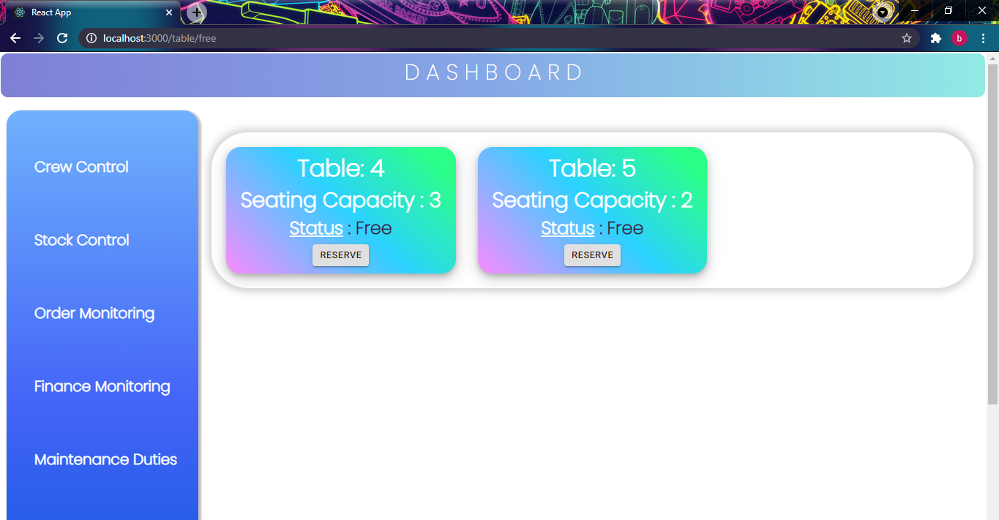 React App
localhost:3000/table/free
b
DASHBOARD
Crew Control
Stock Control
Order Monitoring
Finance Monitoring
Maintenance Duties
Table: 4
Seating Capacity : 3
Status : Free
RESERVE
Table: 5
Seating Capacity : 2
Status : Free
RESERVE